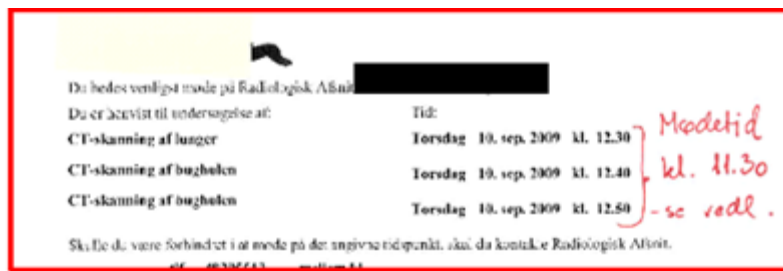 Du bedes venligst møde på Radiologisk Afsnit
Du er henvist til undersøgelse af: Tid:
CT-skanning af lunger Torsdag 10. sep. 2009 kl. 12.30
CT-skanning af bughulen Torsdag 10. sep. 2009 kl. 12.40
CT-skanning af bughulen Torsdag 10. sep. 2009 kl. 12.50
Mødetid
kl. 11.30
- se vedl.
Skulle du være forhindret i at møde på det angivne tidspunkt, skal du kontakte Radiologisk Afsnit.
tlf.